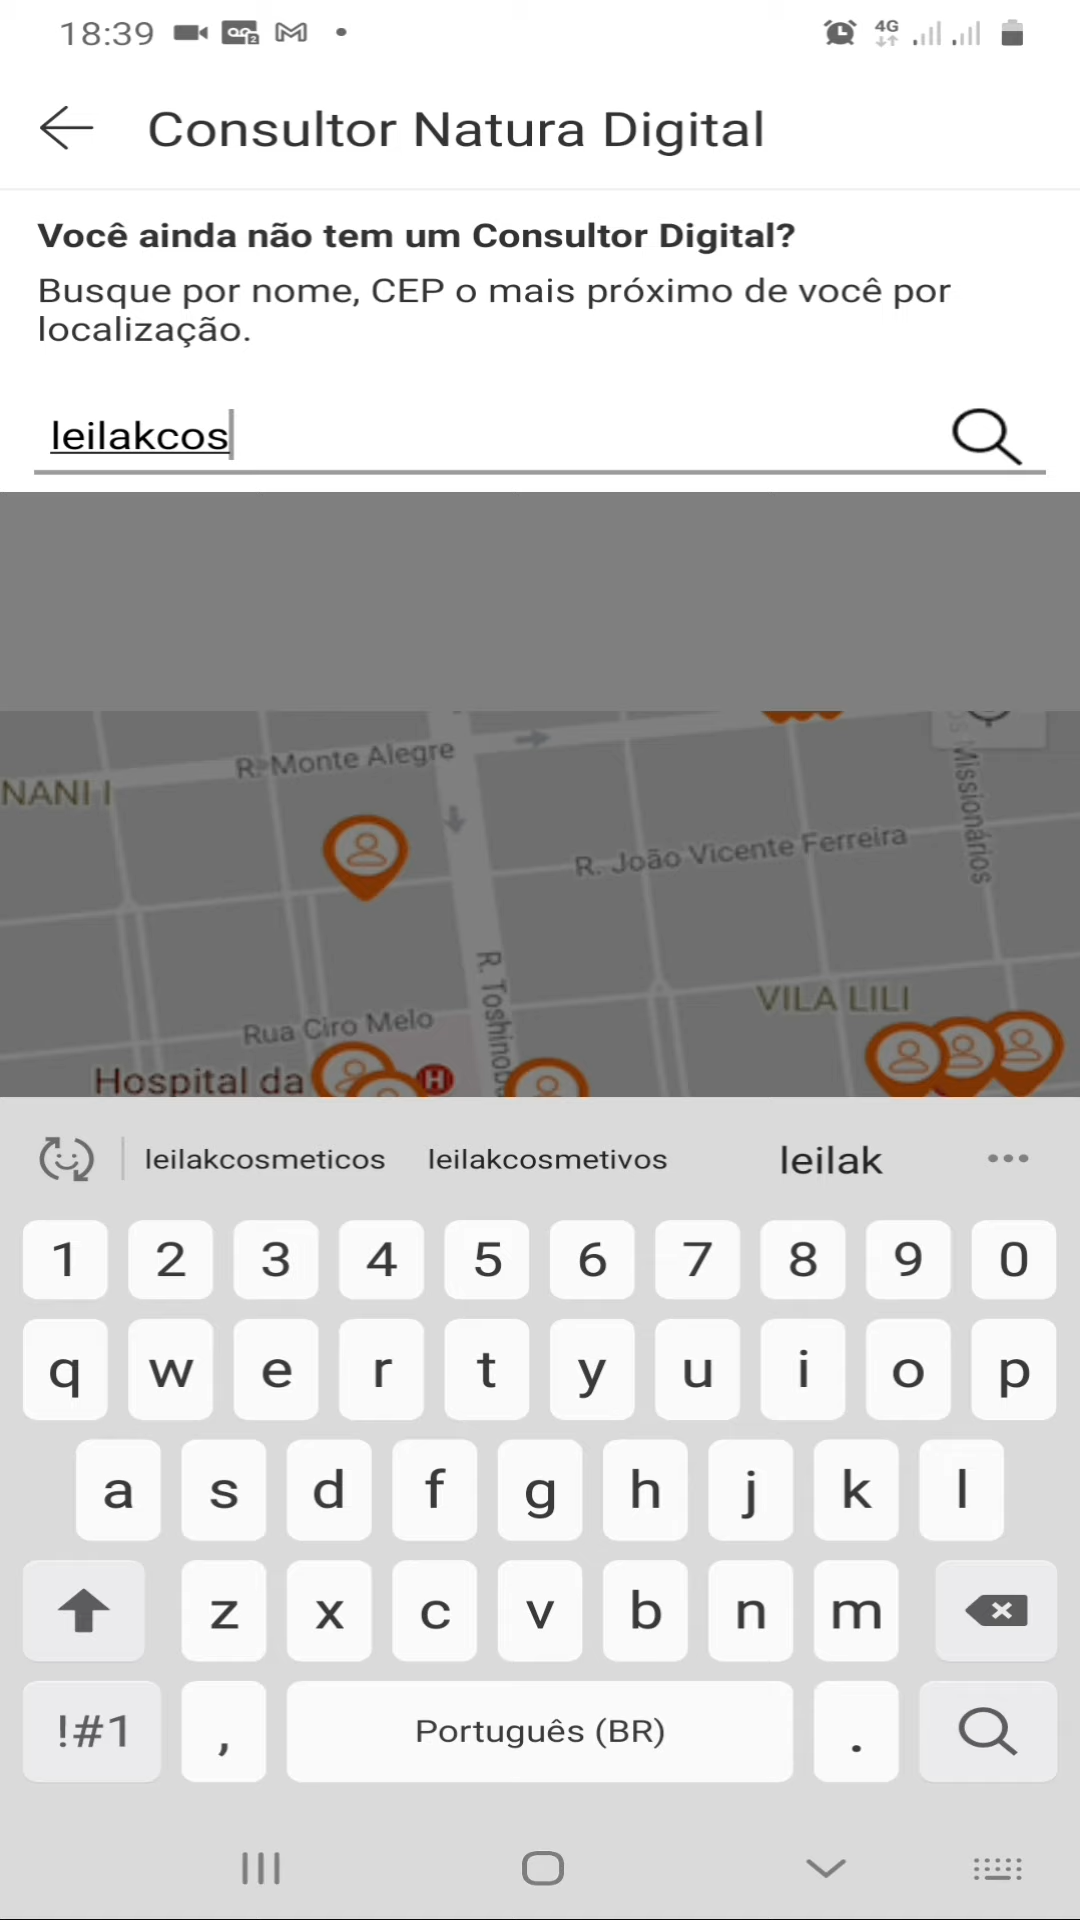 18:39
4G
Consultor Natura Digital
Você ainda não tem um Consultor Digital?
Busque por nome, CEP o mais próximo de você por
localização.
leilakcos
R. Monte Alegre
NANI I
Missionários
R. João Vicente Ferreira
R. Toshinob
VILA LILI
Rua Ciro Melo
Hospital da
H
leilakcosmeticos leilakcosmetivos leilak
1 2 3 4 5 6 7 8 9 0
q w e r t y u i o p
a s d f g h j k l
z x c v b n m
!#1 , Português (BR) .